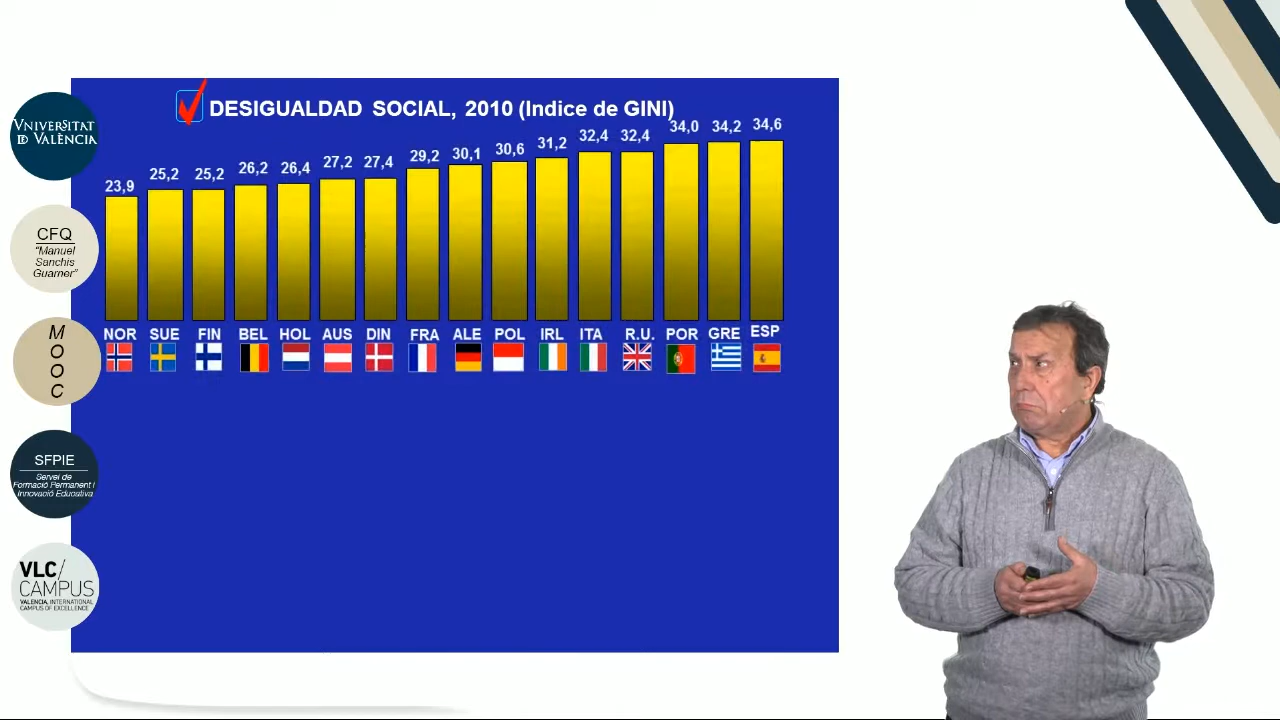 DESIGUALDAD SOCIAL, 2010 (Indice de GINI)
23,9 25,2 25,2 26,2 26,4 27,2 27,4 29,2 30,1 30,6 31,2 32,4 32,4 34,0 34,2 34,6
NOR SUE FIN BEL HOL AUS DIN FRA ALE POL IRL ITA R.U. POR GRE ESP
VNIVERSITAT
D VALÈNCIA
CFQ
"Manuel
Sanchis
Guarner"
M
O
O
C
SFPIE
Servei de
Formació Permanent i
Innovació Educativa
VLC/
CAMPUS
VALENCIA, INTERNATIONAL
CAMPUS OF EXCELLENCE